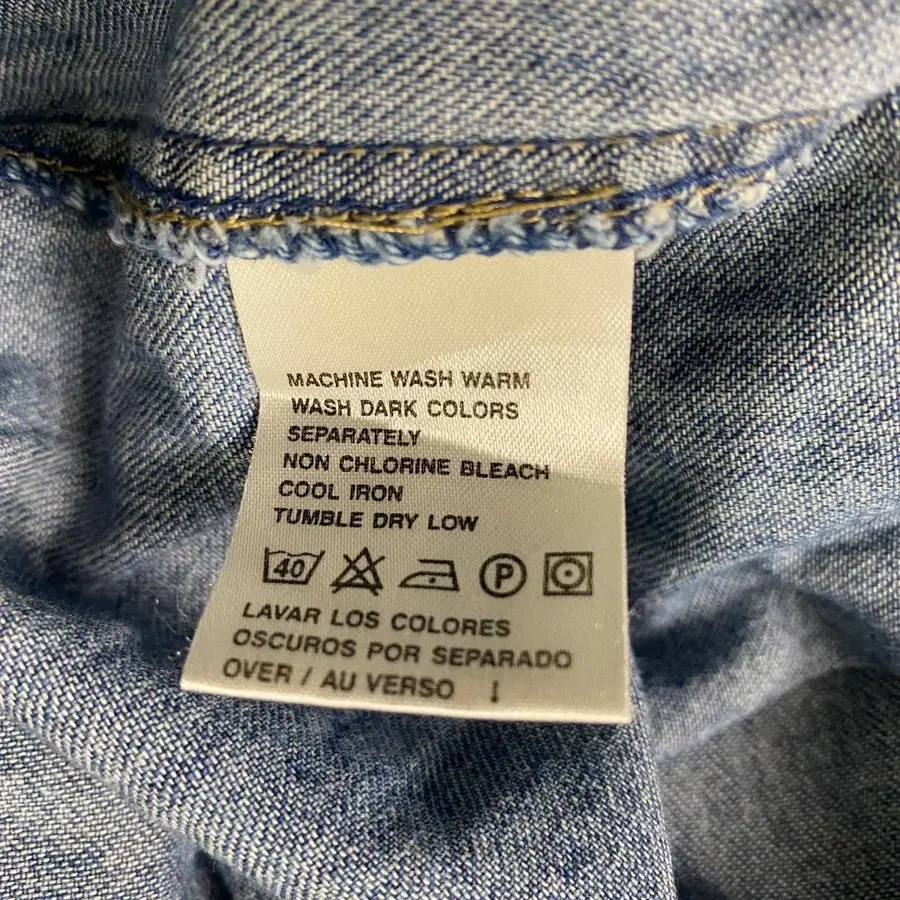 MACHINE WASH WARM
WASH DARK COLORS
SEPARATELY
NON CHLORINE BLEACH
COOL IRON
TUMBLE DRY LOW
40 P
LAVAR LOS COLORES
OSCUROS POR SEPARADO
OVER / AU VERSO